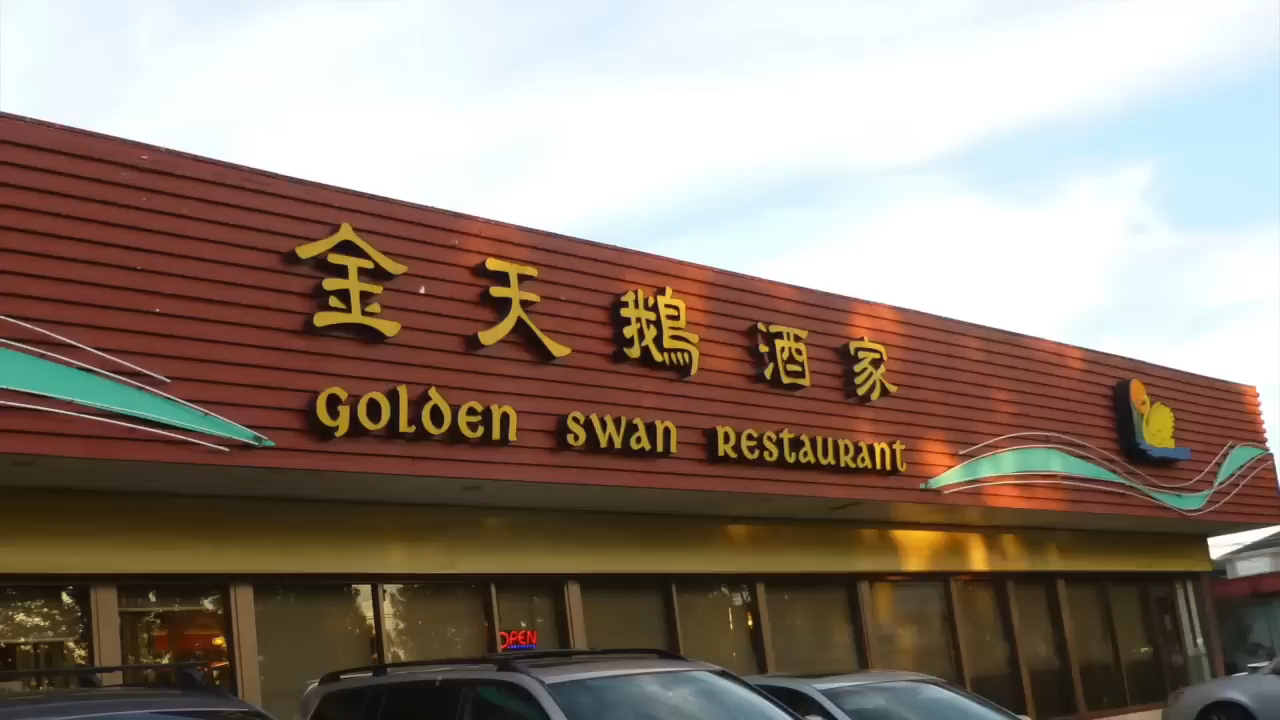 金天鵝酒家
GOLDEN SWAN RESTAURANT
OPEN